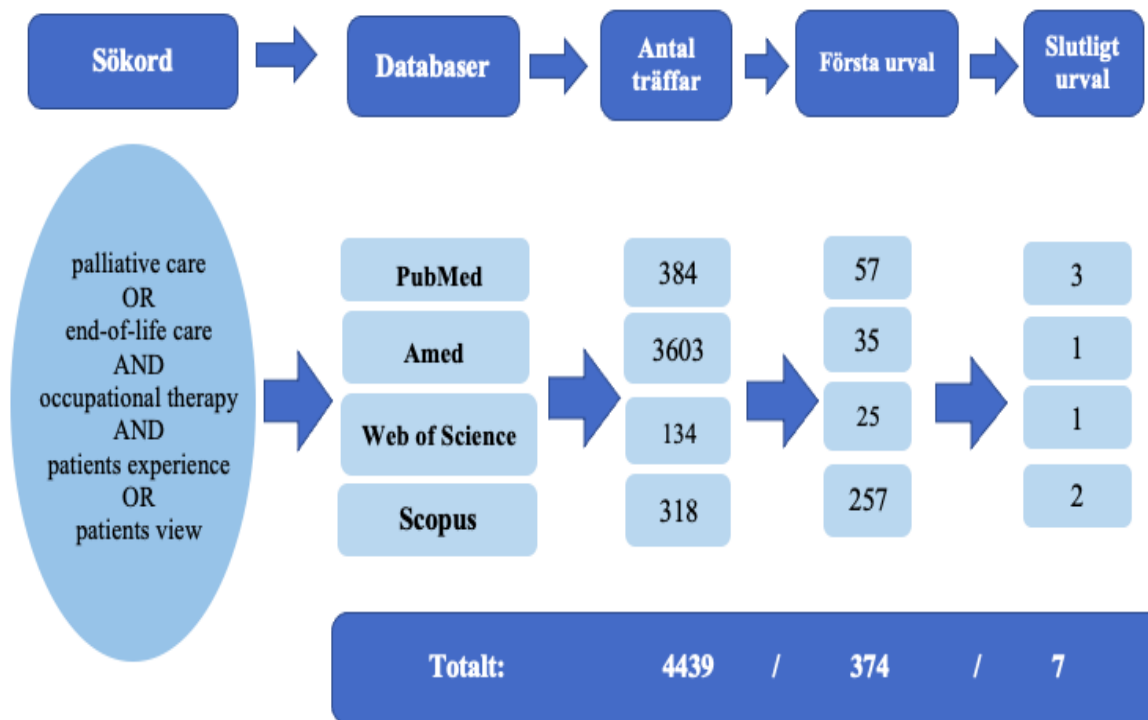 Sökord
Databaser
Antal
träffar
Första urval
Slutligt
urval
palliative care
OR
end-of-life care
AND
occupational therapy
AND
patients experience
OR
patients view
PubMed
384
57
3
Amed
3603
35
1
Web of Science
134
25
1
Scopus
318
257
2
Totalt: 4439 / 374 / 7